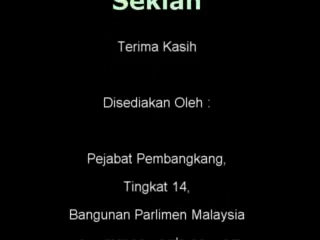 Sekian
Terima Kasih
Disediakan Oleh :
Pejabat Pembangkang,
Tingkat 14,
Bangunan Parlimen Malaysia